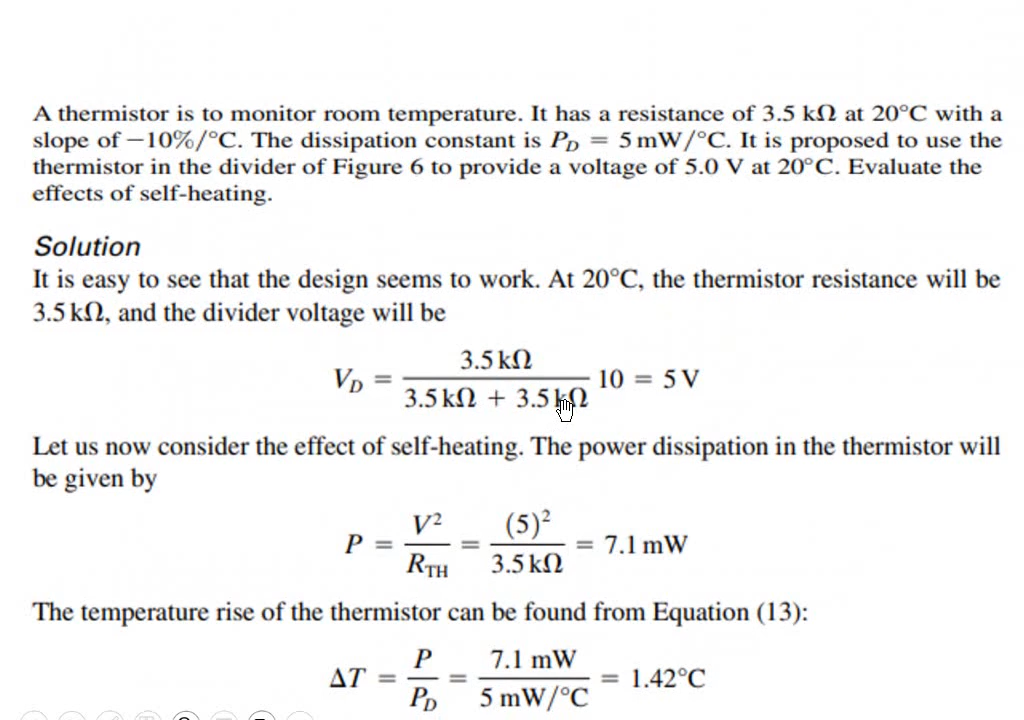 A thermistor is to monitor room temperature. It has a resistance of 3.5 kΩ at 20°C with a
slope of −10%/°C. The dissipation constant is P_D = 5 mW/°C. It is proposed to use the
thermistor in the divider of Figure 6 to provide a voltage of 5.0 V at 20°C. Evaluate the
effects of self-heating.
Solution
It is easy to see that the design seems to work. At 20°C, the thermistor resistance will be
3.5 kΩ, and the divider voltage will be
V_D = 3.5 kΩ / (3.5 kΩ + 3.5 kΩ) 10 = 5 V
Let us now consider the effect of self-heating. The power dissipation in the thermistor will
be given by
P = V² / R_TH = (5)² / 3.5 kΩ = 7.1 mW
The temperature rise of the thermistor can be found from Equation (13):
ΔT = P / P_D = 7.1 mW / 5 mW/°C = 1.42°C